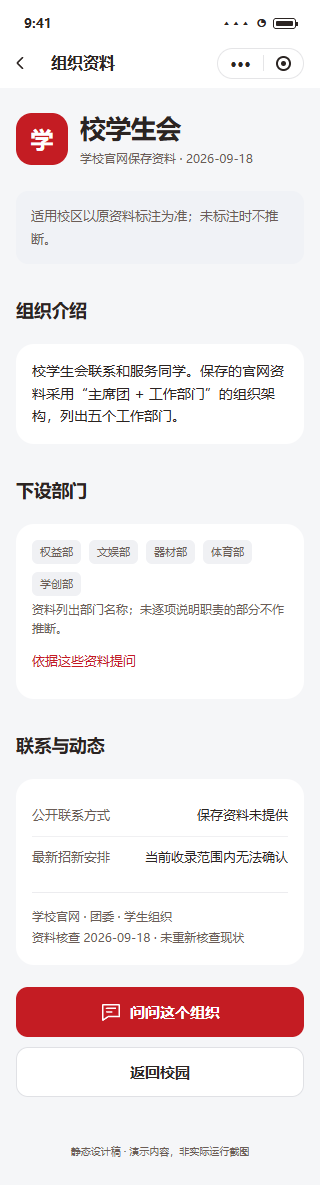 9:41
组织资料
学
校学生会
学校官网保存资料 · 2026-09-18
适用校区以原资料标注为准；未标注时不推
断。
组织介绍
校学生会联系和服务同学。保存的官网资
料采用“主席团 + 工作部门”的组织架
构，列出五个工作部门。
下设部门
权益部 文娱部 器材部 体育部
学创部
资料列出部门名称；未逐项说明职责的部分不作
推断。
依据这些资料提问
联系与动态
公开联系方式 保存资料未提供
最新招新安排 当前收录范围内无法确认
学校官网 · 团委 · 学生组织
资料核查 2026-09-18 · 未重新核查现状
问问这个组织
返回校园
静态设计稿 · 演示内容，非实际运行截图